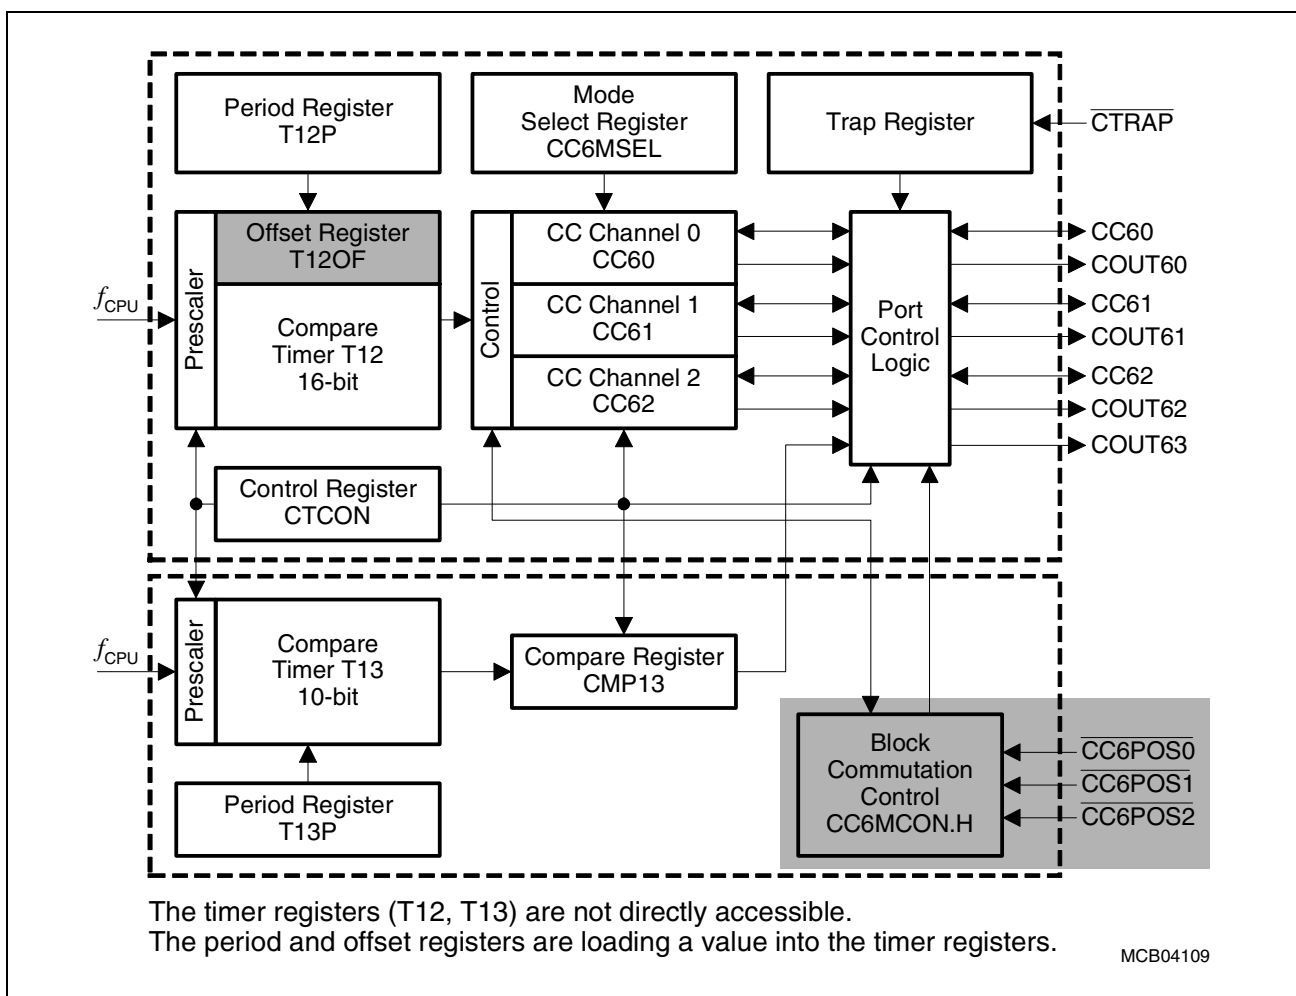 Period Register
T12P
Mode
Select Register
CC6MSEL
Trap Register
CTRAP
Prescaler
Offset Register
T12OF
Compare
Timer T12
16-bit
fCPU
Control
CC Channel 0
CC60
CC Channel 1
CC61
CC Channel 2
CC62
Port
Control
Logic
CC60
COUT60
CC61
COUT61
CC62
COUT62
COUT63
Control Register
CTCON
fCPU
Prescaler
Compare
Timer T13
10-bit
Compare Register
CMP13
Period Register
T13P
Block
Commutation
Control
CC6MCON.H
CC6POS0
CC6POS1
CC6POS2
The timer registers (T12, T13) are not directly accessible.
The period and offset registers are loading a value into the timer registers.
MCB04109